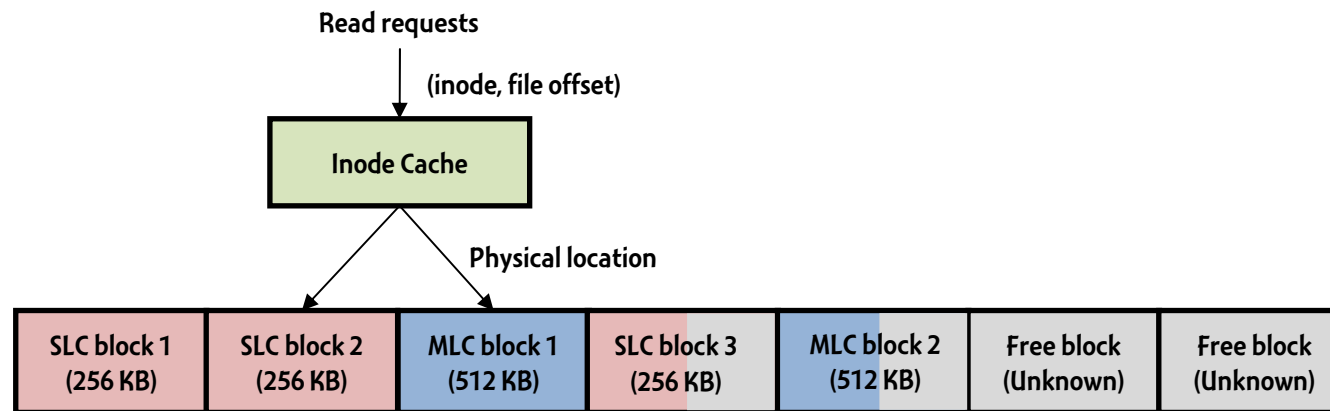 Read requests
(inode, file offset)
Inode Cache
Physical location
SLC block 1
(256 KB)
SLC block 2
(256 KB)
MLC block 1
(512 KB)
SLC block 3
(256 KB)
MLC block 2
(512 KB)
Free block
(Unknown)
Free block
(Unknown)